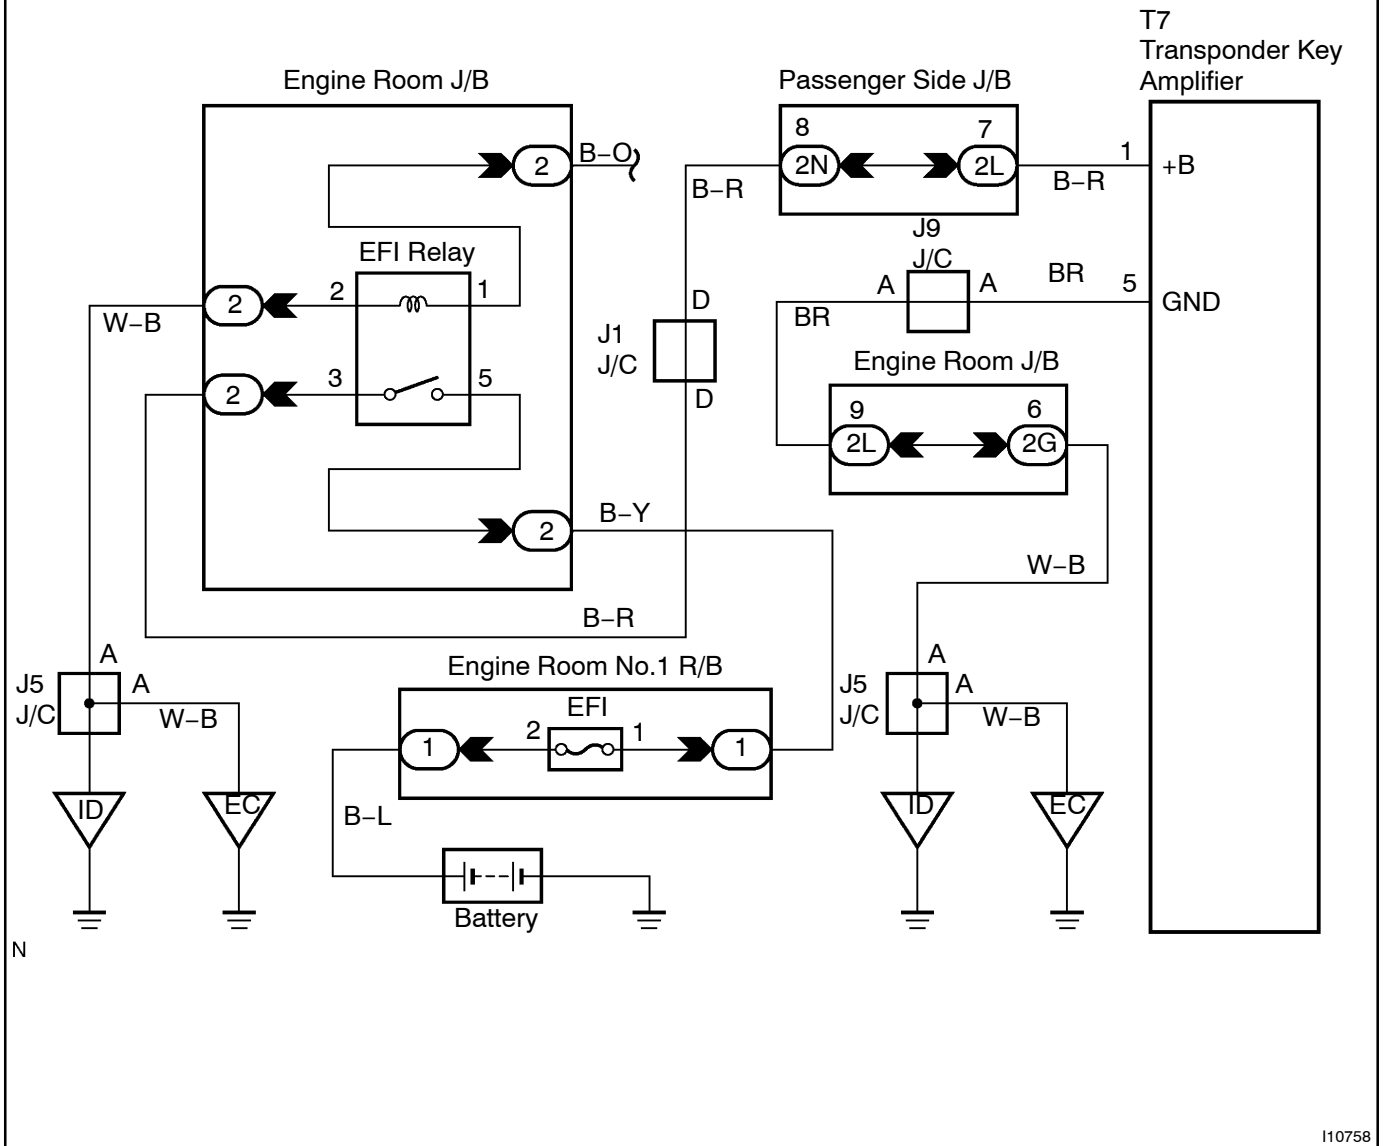 T7
Transponder Key
Amplifier
Engine Room J/B
Passenger Side J/B
8
7
2
B–O
2N
2L
1
+B
B–R
B–R
J9
J/C
EFI Relay
A
A
BR
5
GND
2
2
1
W–B
BR
D
J1
J/C
D
Engine Room J/B
2
3
5
9
6
2L
2G
B–Y
2
W–B
B–R
A
J5
J/C
A
W–B
Engine Room No.1 R/B
EFI
1
2
1
1
A
J5
J/C
A
W–B
ID
EC
B–L
ID
EC
Battery
N
I10758